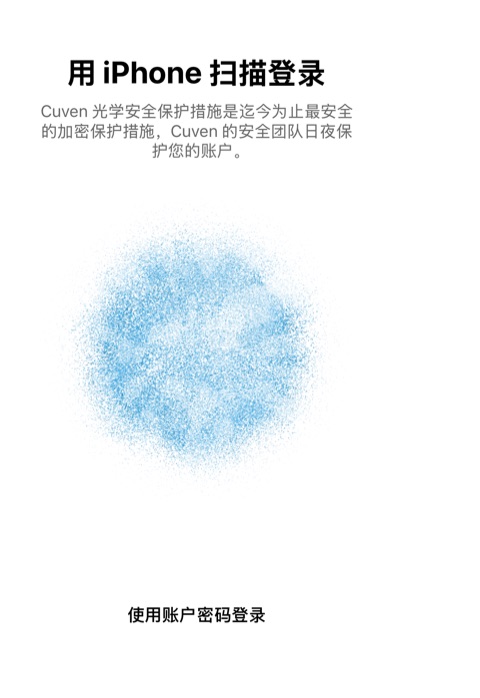 用 iPhone 扫描登录
Cuven 光学安全保护措施是迄今为止最安全
的加密保护措施，Cuven 的安全团队日夜保
护您的账户。
使用账户密码登录